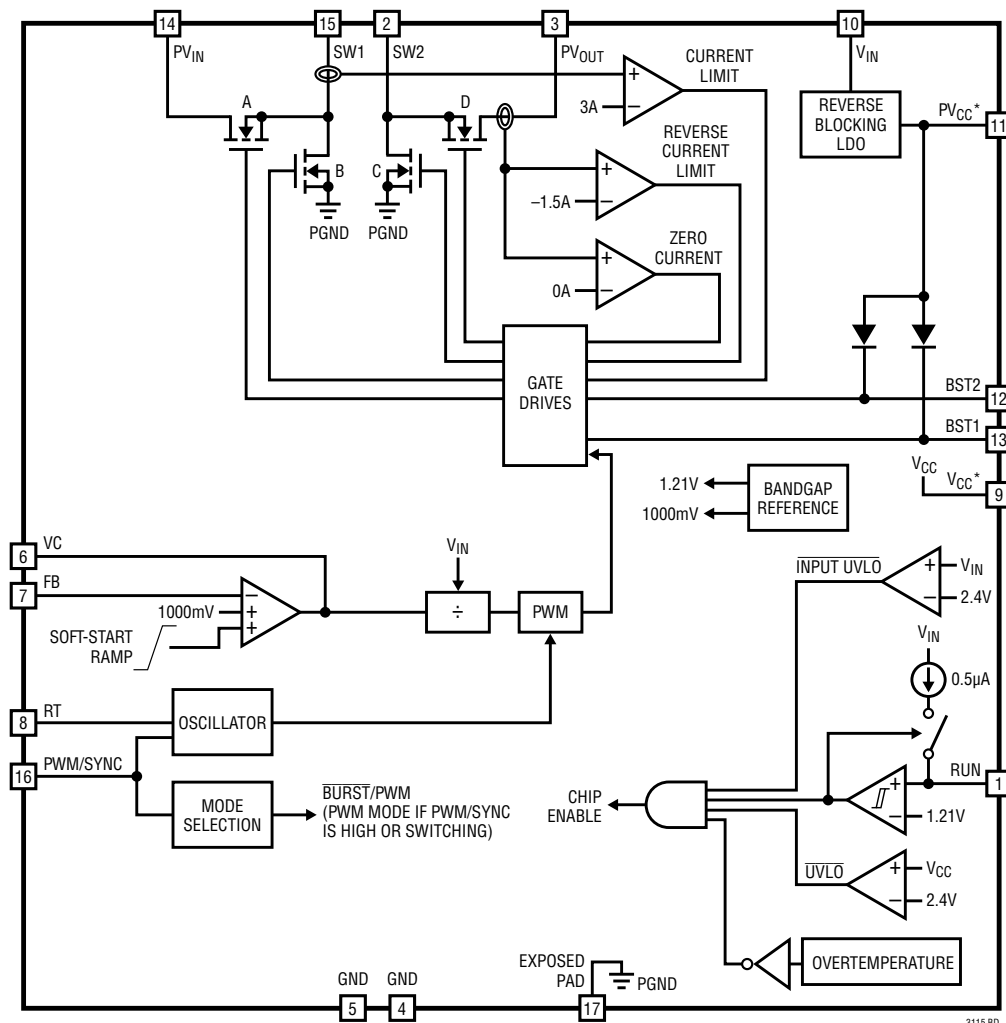 14
15
2
3
10
PVIN
SW1
SW2
PVOUT
VIN
CURRENT
LIMIT
A
D
+
3A
−
REVERSE
BLOCKING
LDO
PVCC*
11
REVERSE
CURRENT
LIMIT
B
C
+
−1.5A
−
PGND
PGND
ZERO
CURRENT
+
0A
−
GATE
DRIVES
BST2
12
BST1
13
VCC
VCC*
9
1.21V
1000mV
BANDGAP
REFERENCE
6
VC
7
FB
1000mV
SOFT-START
RAMP
−
+
+
VIN
÷
PWM
INPUT UVLO
+
VIN
−
2.4V
VIN
0.5µA
8
RT
OSCILLATOR
16
PWM/SYNC
MODE
SELECTION
BURST/PWM
(PWM MODE IF PWM/SYNC
IS HIGH OR SWITCHING)
CHIP
ENABLE
RUN
1
+
−
1.21V
UVLO
+
VCC
−
2.4V
OVERTEMPERATURE
GND
GND
5
4
EXPOSED
PAD
17
PGND
3115 BD